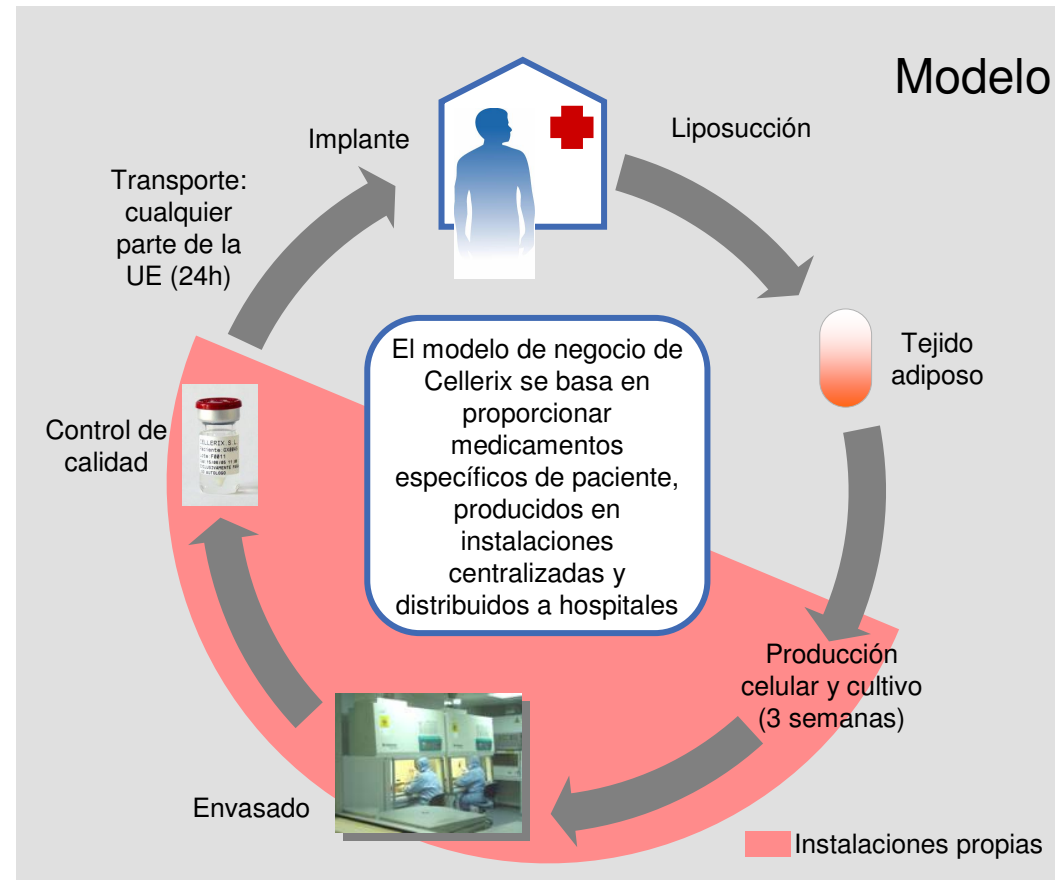 Modelo
Implante
Liposucción
Transporte:
cualquier
parte de la
UE (24h)
Tejido
adiposo
El modelo de negocio de
Cellerix se basa en
proporcionar
medicamentos
específicos de paciente,
producidos en
instalaciones
centralizadas y
distribuidos a hospitales
Control de
calidad
CELLERIX S.L.
Producción
celular y cultivo
(3 semanas)
Envasado
Instalaciones propias